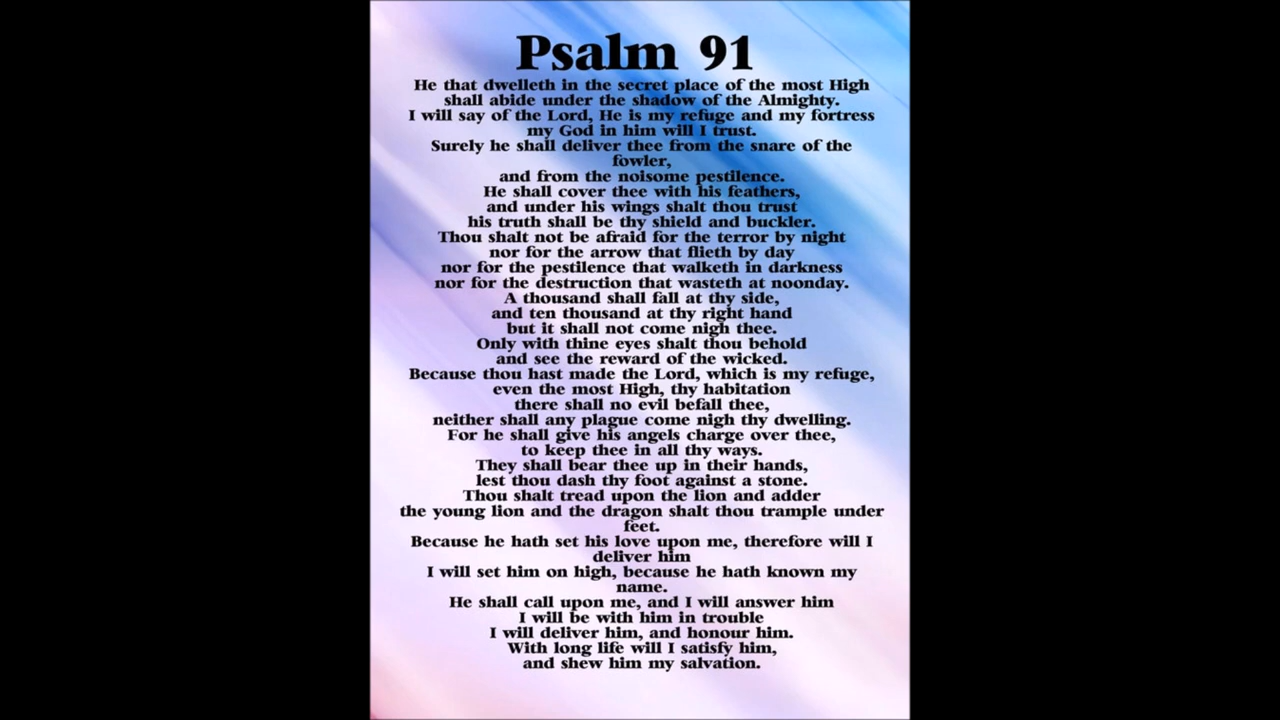 Psalm 91
He that dwelleth in the secret place of the most High
shall abide under the shadow of the Almighty.
I will say of the Lord, He is my refuge and my fortress
my God in him will I trust.
Surely he shall deliver thee from the snare of the
fowler,
and from the noisome pestilence.
He shall cover thee with his feathers,
and under his wings shalt thou trust
his truth shall be thy shield and buckler.
Thou shalt not be afraid for the terror by night
nor for the arrow that flieth by day
nor for the pestilence that walketh in darkness
nor for the destruction that wasteth at noonday.
A thousand shall fall at thy side,
and ten thousand at thy right hand
but it shall not come nigh thee.
Only with thine eyes shalt thou behold
and see the reward of the wicked.
Because thou hast made the Lord, which is my refuge,
even the most High, thy habitation
there shall no evil befall thee,
neither shall any plague come nigh thy dwelling.
For he shall give his angels charge over thee,
to keep thee in all thy ways.
They shall bear thee up in their hands,
lest thou dash thy foot against a stone.
Thou shalt tread upon the lion and adder
the young lion and the dragon shalt thou trample under
feet.
Because he hath set his love upon me, therefore will I
deliver him
I will set him on high, because he hath known my
name.
He shall call upon me, and I will answer him
I will be with him in trouble
I will deliver him, and honour him.
With long life will I satisfy him,
and shew him my salvation.